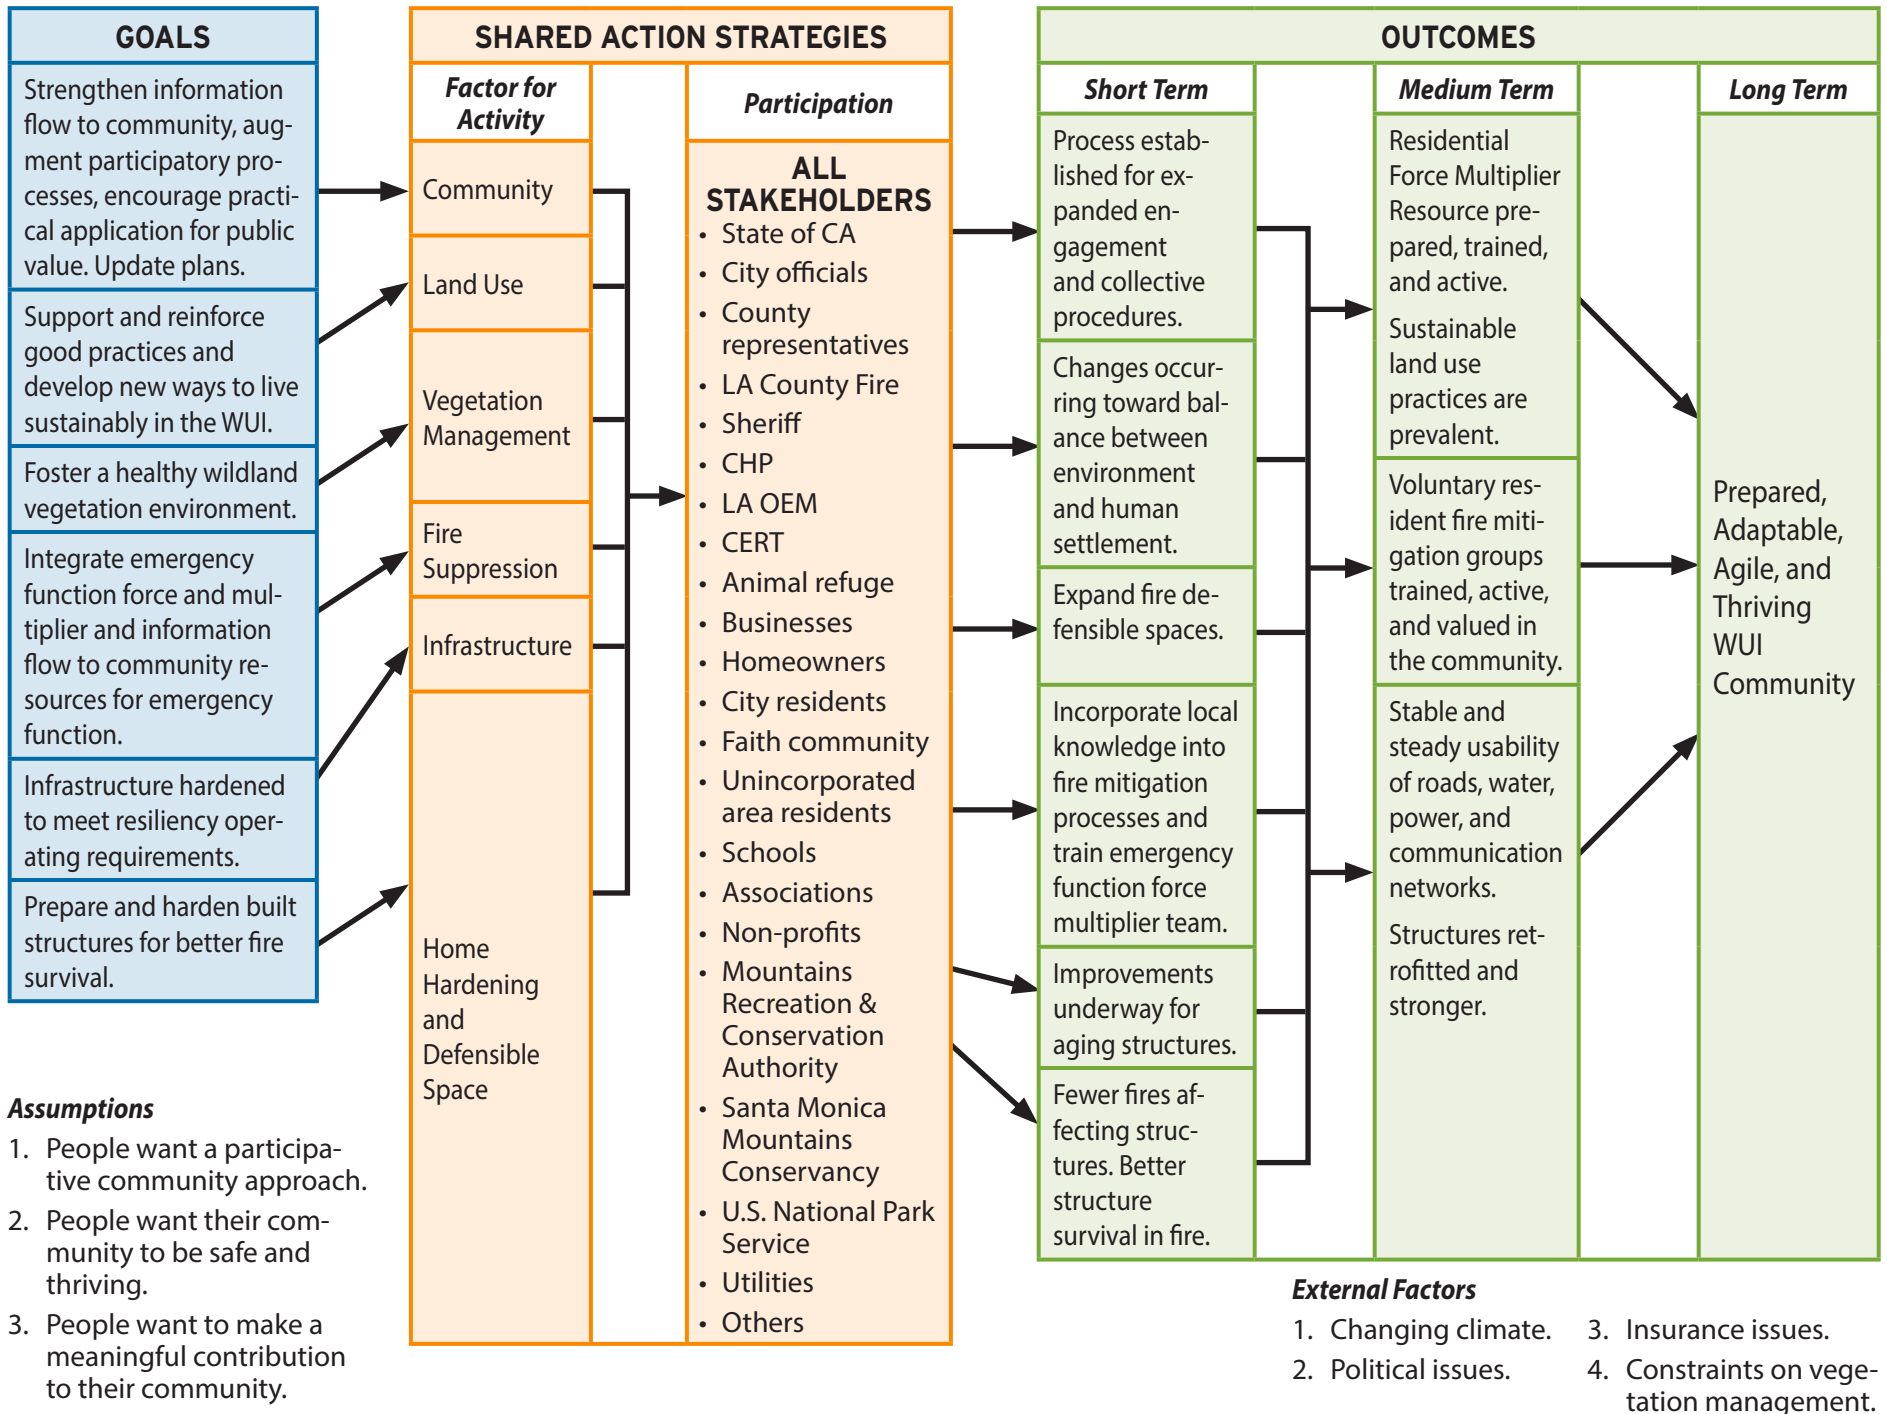 GOALS
Strengthen information
flow to community, aug-
ment participatory pro-
cesses, encourage practi-
cal application for public
value. Update plans.
Support and reinforce
good practices and
develop new ways to live
sustainably in the WUI.
Foster a healthy wildland
vegetation environment.
Integrate emergency
function force and mul-
tiplier and information
flow to community re-
sources for emergency
function.
Infrastructure hardened
to meet resiliency oper-
ating requirements.
Prepare and harden built
structures for better fire
survival.
SHARED ACTION STRATEGIES
Factor for
Activity
Community
Land Use
Vegetation
Management
Fire
Suppression
Infrastructure
Home
Hardening
and
Defensible
Space
Participation
ALL
STAKEHOLDERS
• State of CA
• City officials
• County
representatives
• LA County Fire
• Sheriff
• CHP
• LA OEM
• CERT
• Animal refuge
• Businesses
• Homeowners
• City residents
• Faith community
• Unincorporated
area residents
• Schools
• Associations
• Non-profits
• Mountains
Recreation &
Conservation
Authority
• Santa Monica
Mountains
Conservancy
• U.S. National Park
Service
• Utilities
• Others
OUTCOMES
Short Term
Process estab-
lished for ex-
panded en-
gagement
and collective
procedures.
Changes occur-
ring toward bal-
ance between
environment
and human
settlement.
Expand fire de-
fensible spaces.
Incorporate local
knowledge into
fire mitigation
processes and
train emergency
function force
multiplier team.
Improvements
underway for
aging structures.
Fewer fires af-
fecting struc-
tures. Better
structure
survival in fire.
Medium Term
Residential
Force Multiplier
Resource pre-
pared, trained,
and active.
Sustainable
land use
practices are
prevalent.
Voluntary res-
ident fire miti-
gation groups
trained, active,
and valued in
the community.
Stable and
steady usability
of roads, water,
power, and
communication
networks.
Structures ret-
rofitted and
stronger.
Long Term
Prepared,
Adaptable,
Agile, and
Thriving
WUI
Community
Assumptions
1. People want a participa-
tive community approach.
2. People want their com-
munity to be safe and
thriving.
3. People want to make a
meaningful contribution
to their community.
External Factors
1. Changing climate.
2. Political issues.
3. Insurance issues.
4. Constraints on vege-
tation management.